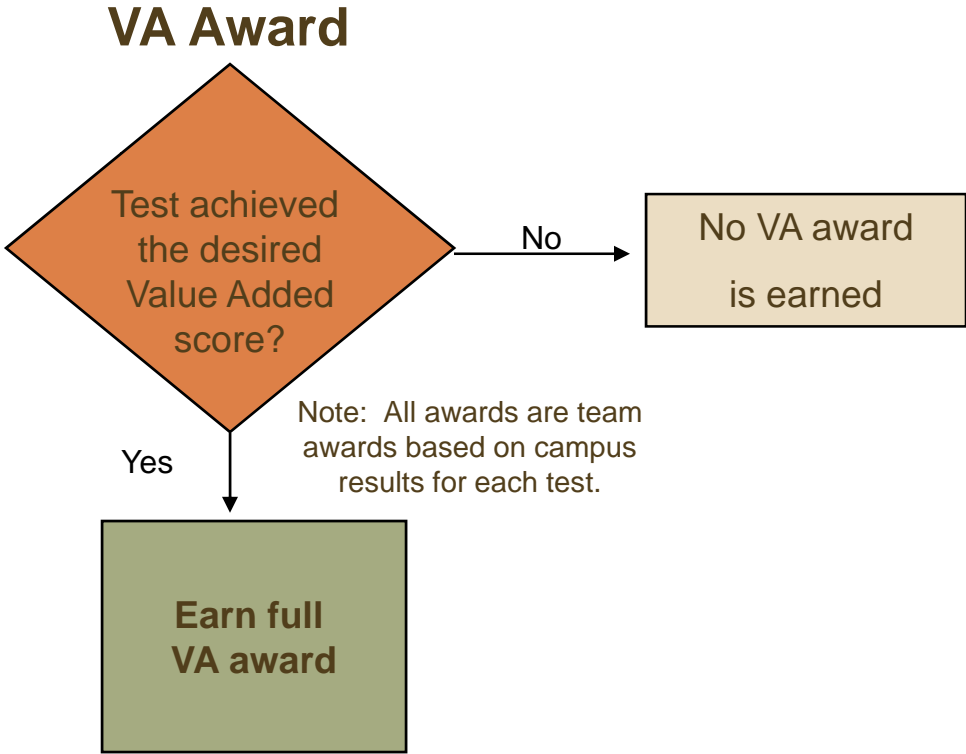 VA Award
Test achieved
the desired
Value Added
score?
No
No VA award
is earned
Note: All awards are team
awards based on campus
results for each test.
Yes
Earn full
VA award